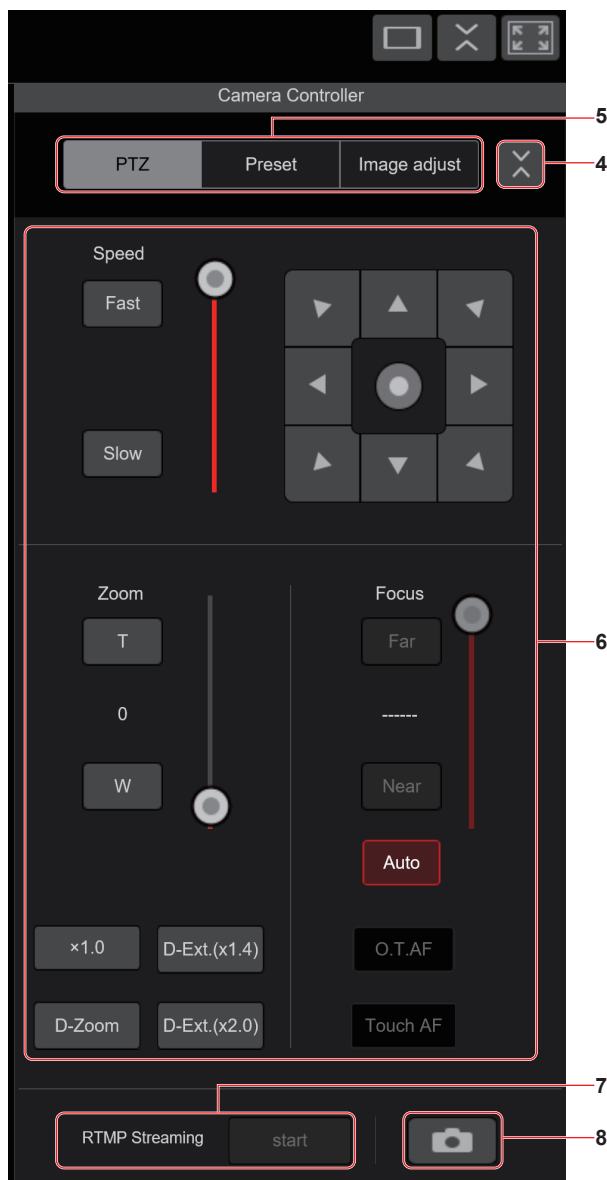 Camera Controller
5
PTZ Preset Image adjust
4
Speed
Fast
Slow
Zoom Focus
T Far
0 ------
6
W Near
Auto
×1.0 D-Ext.(x1.4) O.T.AF
D-Zoom D-Ext.(x2.0) Touch AF
7
RTMP Streaming start
8